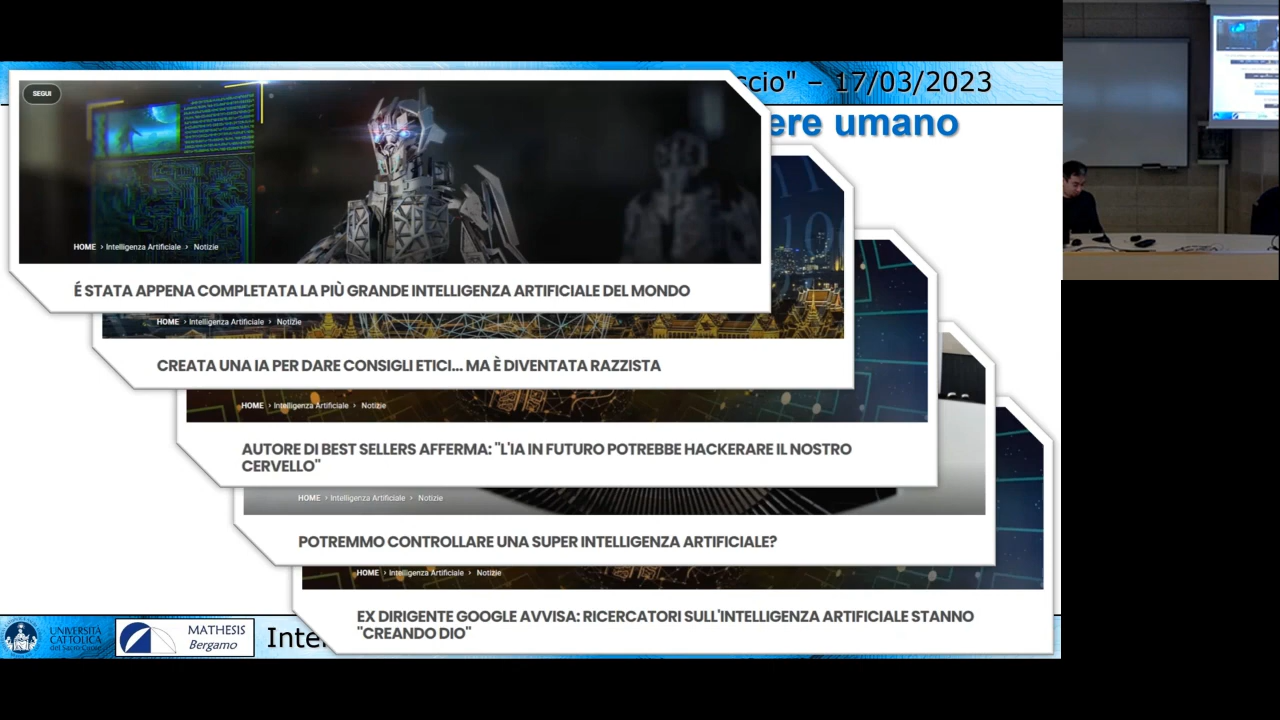 ccio" – 17/03/2023
ere umano
SEGUI
HOME › Intelligenza Artificiale › Notizie
É STATA APPENA COMPLETATA LA PIÙ GRANDE INTELLIGENZA ARTIFICIALE DEL MONDO
HOME › Intelligenza Artificiale › Notizie
CREATA UNA IA PER DARE CONSIGLI ETICI... MA È DIVENTATA RAZZISTA
HOME › Intelligenza Artificiale › Notizie
AUTORE DI BEST SELLERS AFFERMA: "L'IA IN FUTURO POTREBBE HACKERARE IL NOSTRO
CERVELLO"
HOME › Intelligenza Artificiale › Notizie
POTREMMO CONTROLLARE UNA SUPER INTELLIGENZA ARTIFICIALE?
HOME › Intelligenza Artificiale › Notizie
EX DIRIGENTE GOOGLE AVVISA: RICERCATORI SULL'INTELLIGENZA ARTIFICIALE STANNO
"CREANDO DIO"
UNIVERSITÀ
CATTOLICA
del Sacro Cuore
MATHESIS
Bergamo
Inte